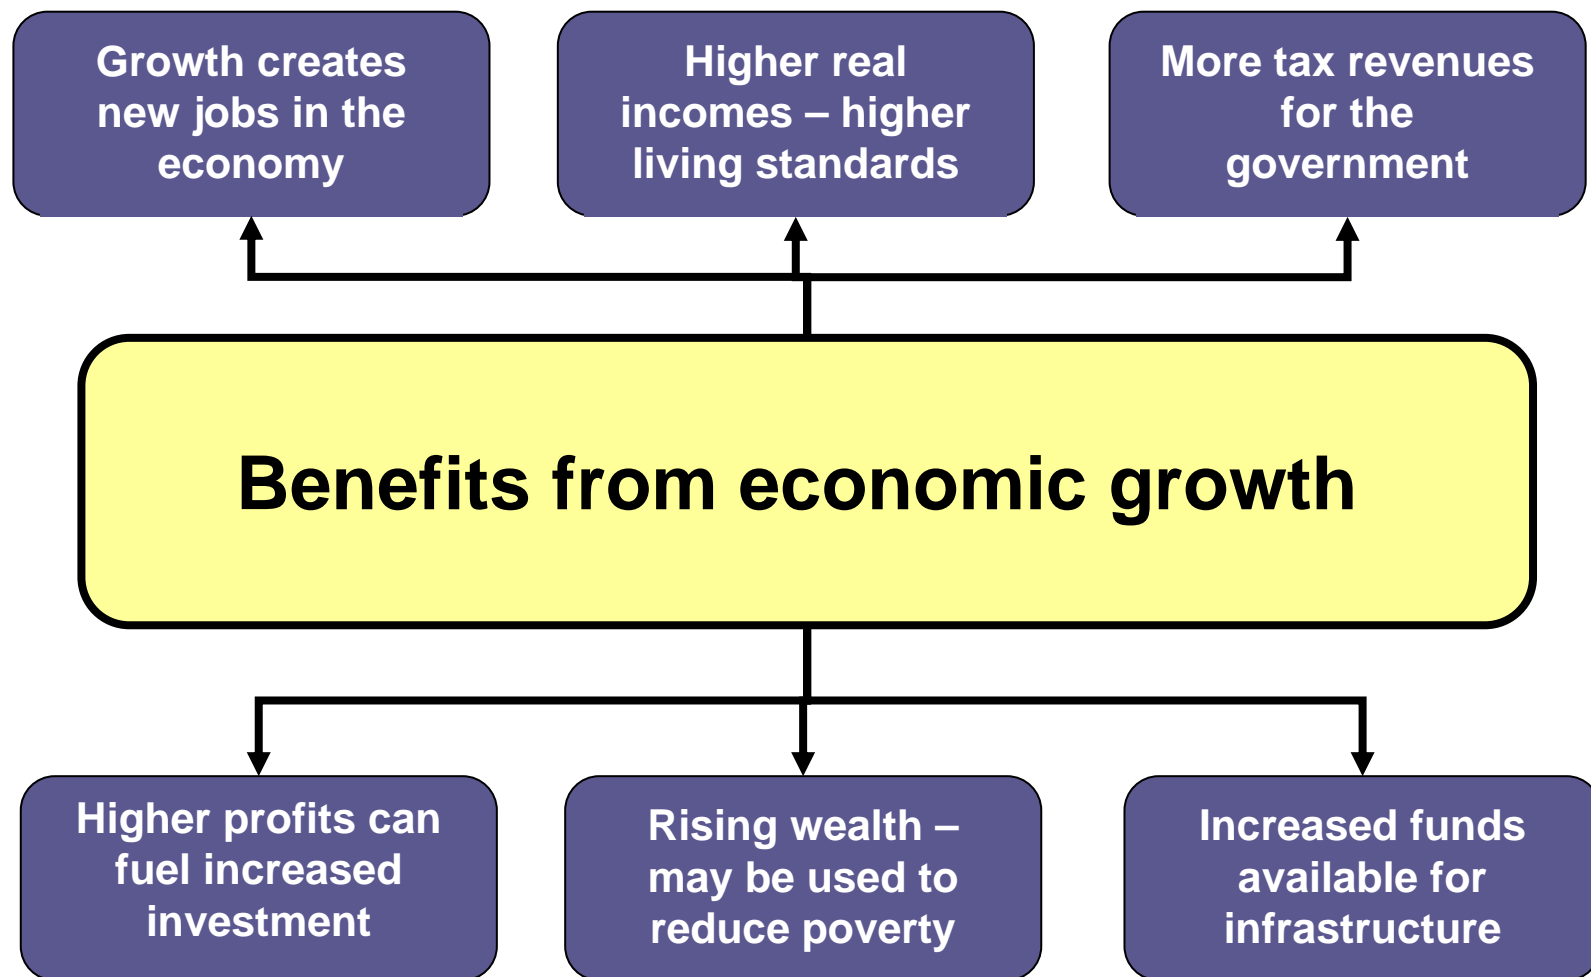 Growth creates
new jobs in the
economy
Higher real
incomes – higher
living standards
More tax revenues
for the
government
Benefits from economic growth
Higher profits can
fuel increased
investment
Rising wealth –
may be used to
reduce poverty
Increased funds
available for
infrastructure